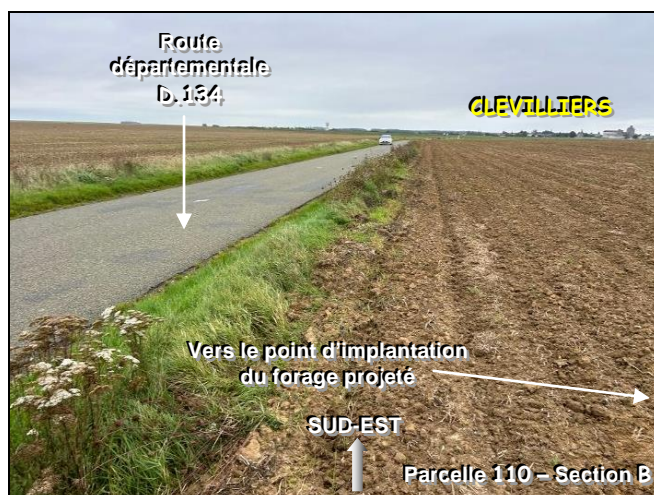 Route
départementale
D.134
CLEVILLIERS
Vers le point d'implantation
du forage projeté
SUD-EST
Parcelle 110 – Section B